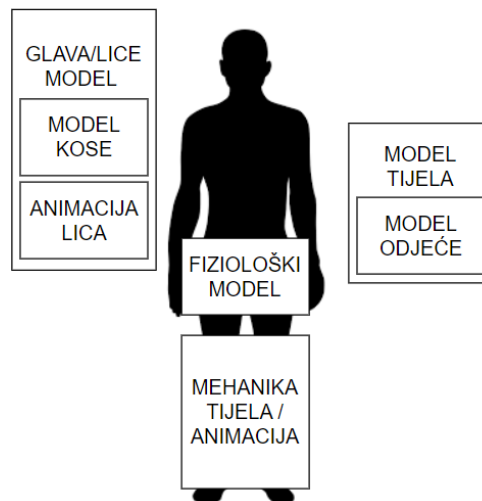 GLAVA/LICE
MODEL
MODEL
KOSE
ANIMACIJA
LICA
MODEL
TIJELA
MODEL
ODJEĆE
FIZIOLOŠKI
MODEL
MEHANIKA
TIJELA /
ANIMACIJA